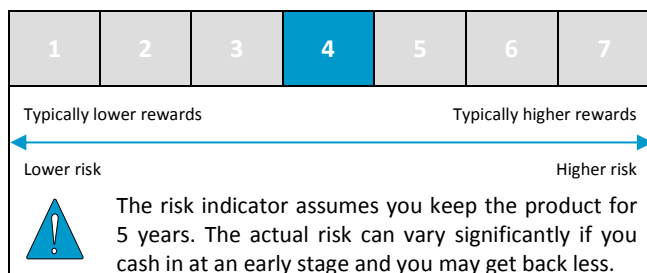 1 2 3 4 5 6 7
Typically lower rewards Typically higher rewards
Lower risk Higher risk
The risk indicator assumes you keep the product for
5 years. The actual risk can vary significantly if you
cash in at an early stage and you may get back less.